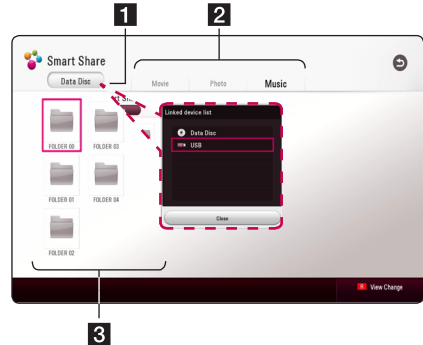 1
2
Smart Share
Data Disc
Movie
Photo
Music
Linked device list
Data Disc
USB
Close
FOLDER 00
FOLDER 03
FOLDER 01
FOLDER 04
FOLDER 02
View Change
3